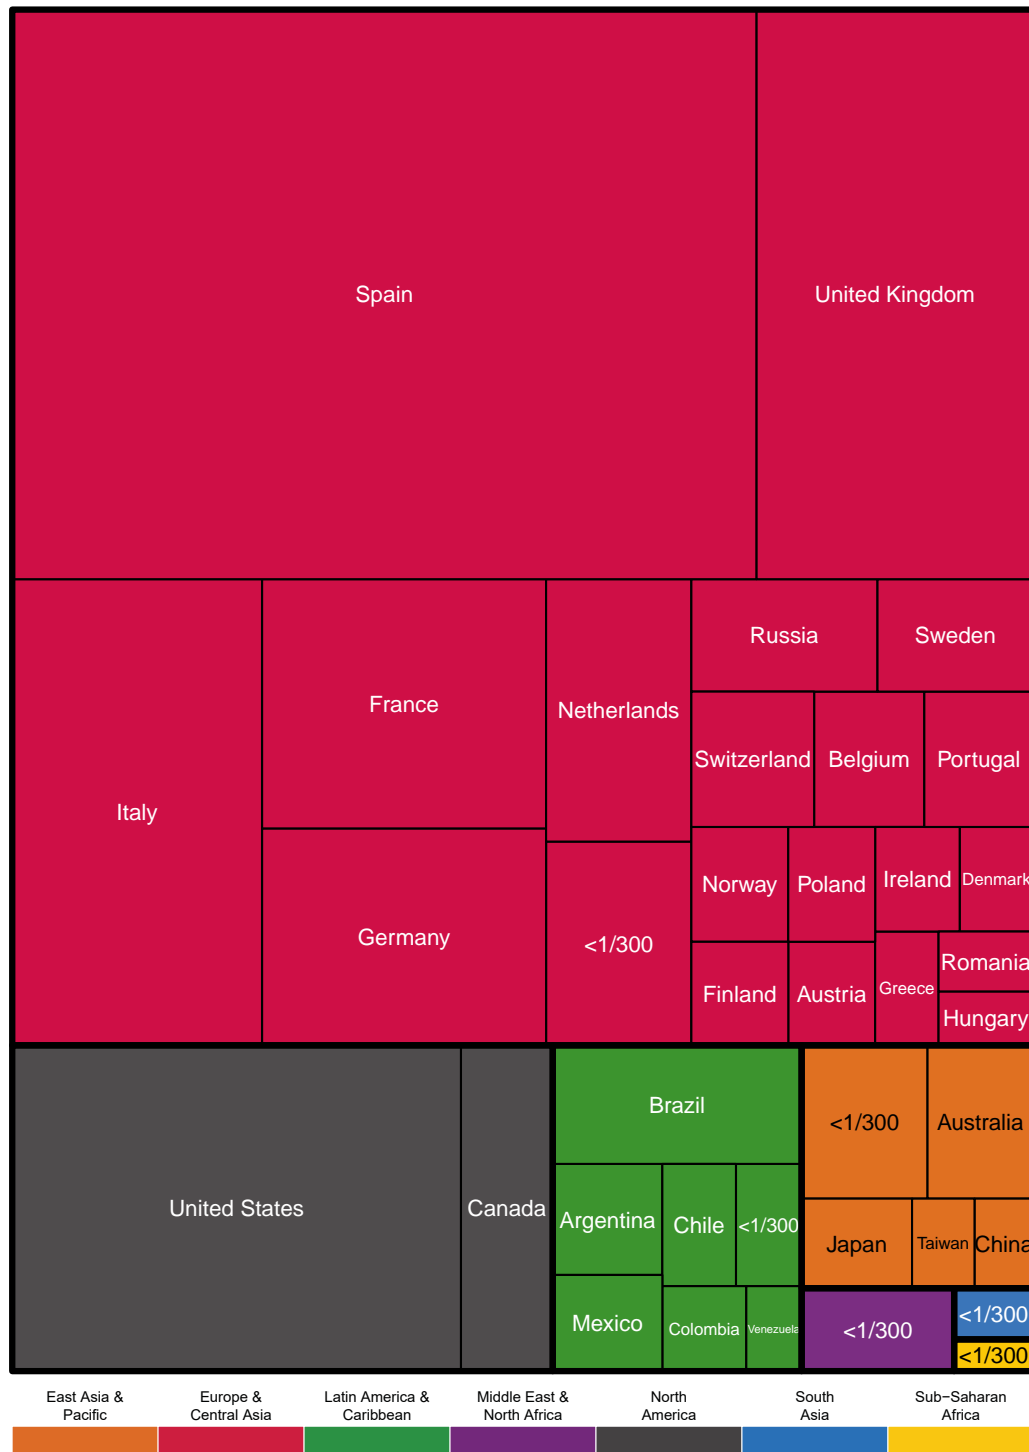 Spain
United Kingdom
Italy
France
Netherlands
Russia
Sweden
Switzerland
Belgium
Portugal
Germany
<1/300
Norway
Poland
Ireland
Denmark
Finland
Austria
Greece
Romania
Hungary
United States
Canada
Brazil
Argentina
Chile
<1/300
Mexico
Colombia
Venezuela
<1/300
Australia
Japan
Taiwan
China
<1/300
<1/300
<1/300
East Asia &
Pacific
Europe &
Central Asia
Latin America &
Caribbean
Middle East &
North Africa
North
America
South
Asia
Sub−Saharan
Africa